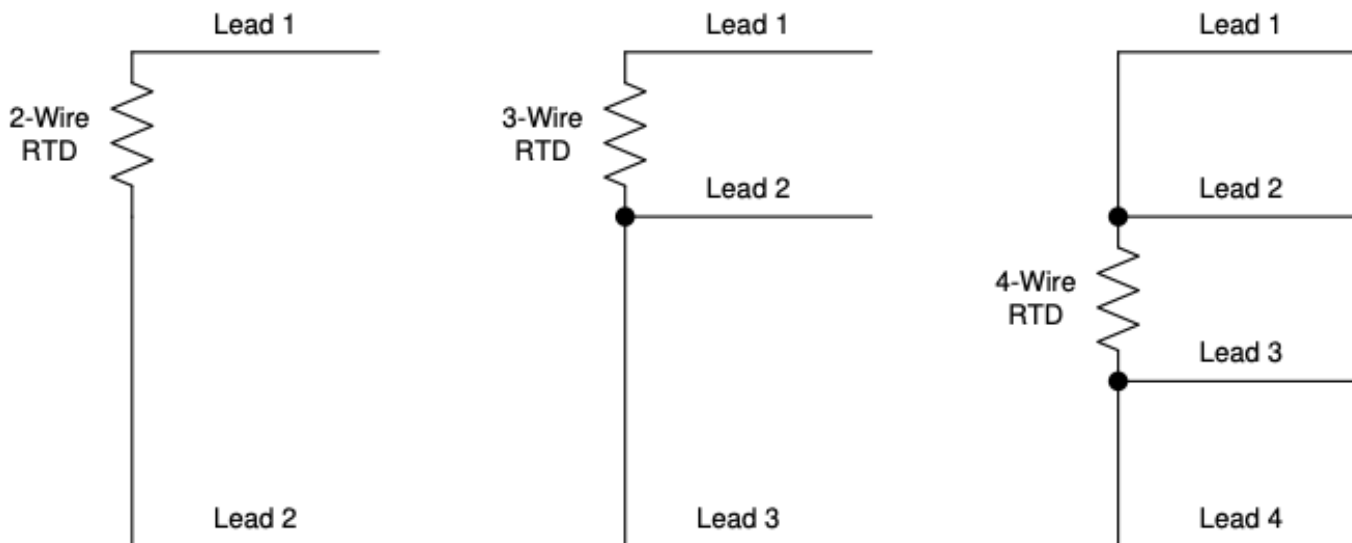 Lead 1
2-Wire
RTD
Lead 2
Lead 1
3-Wire
RTD
Lead 2
Lead 3
Lead 1
Lead 2
4-Wire
RTD
Lead 3
Lead 4